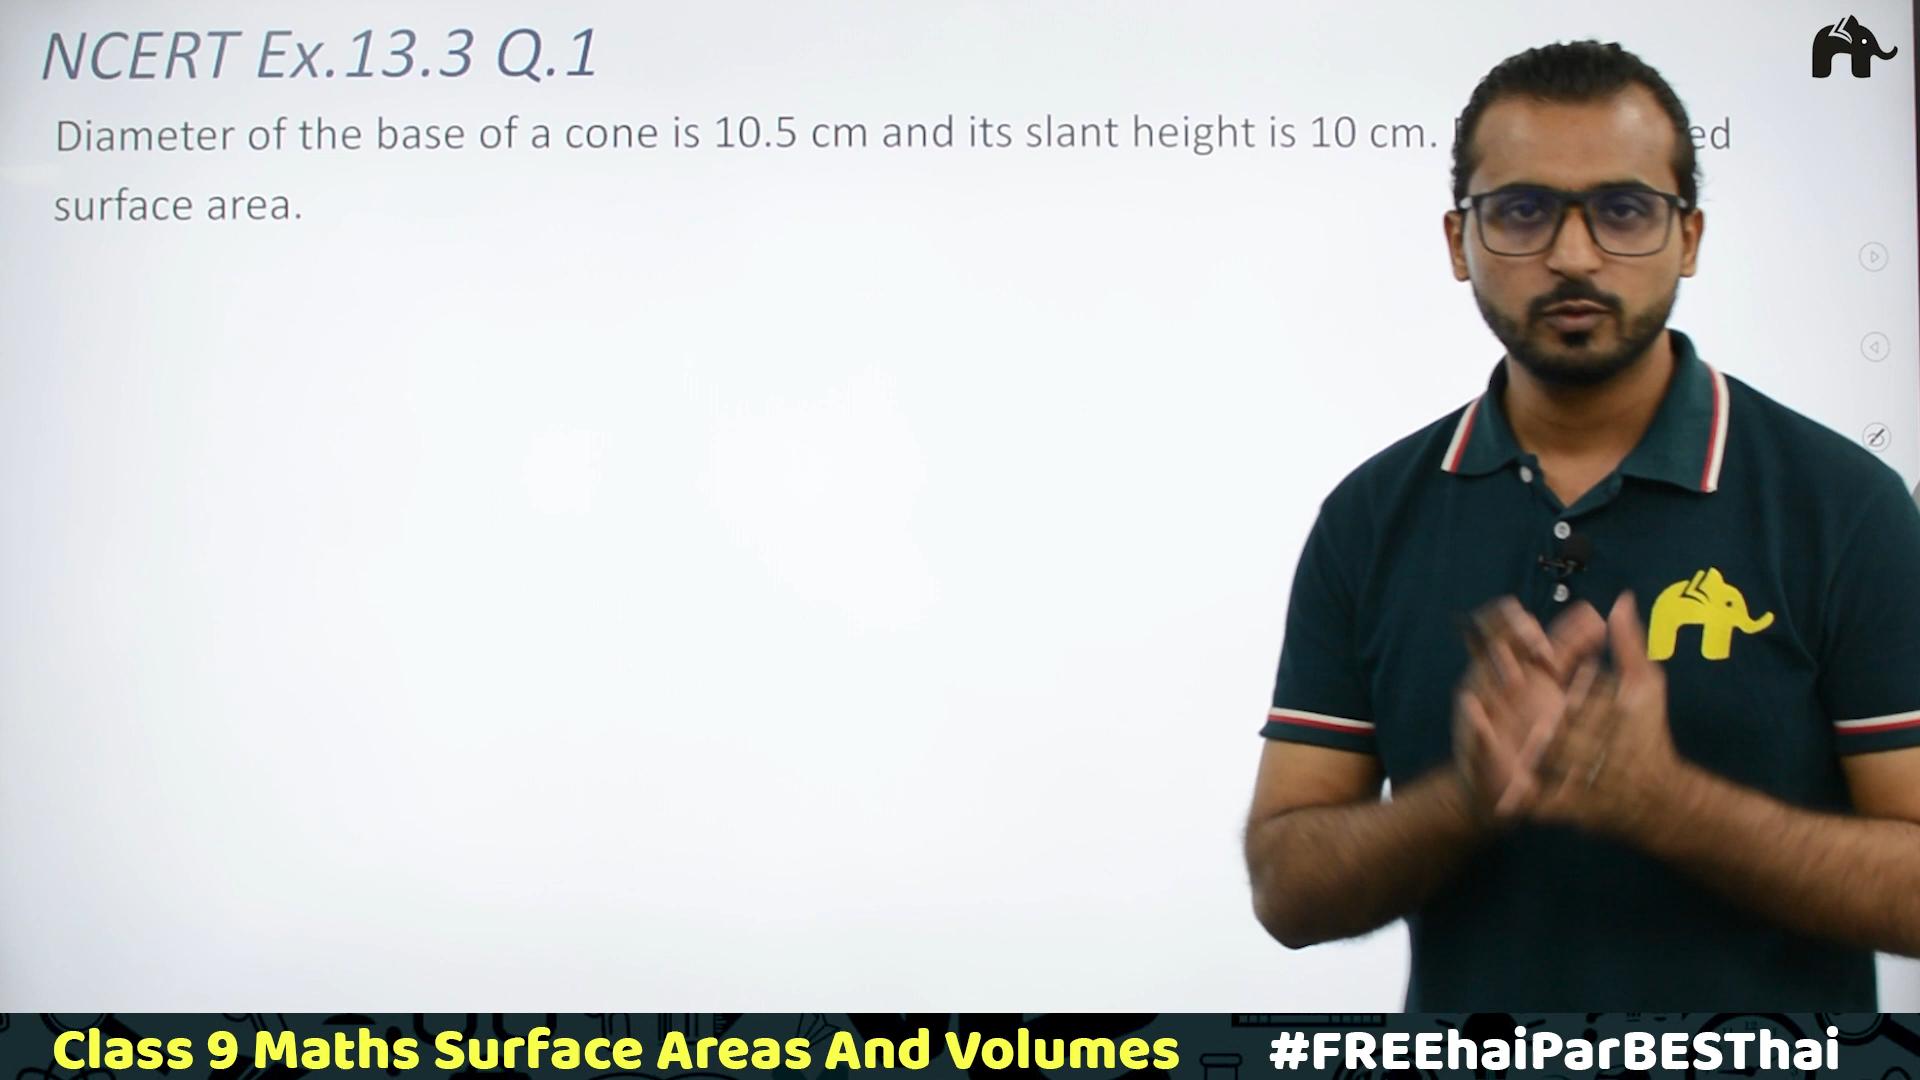 NCERT Ex.13.3 Q.1
Diameter of the base of a cone is 10.5 cm and its slant height is 10 cm. ed
surface area.
Class 9 Maths Surface Areas And Volumes
#FREEhaiParBESThai